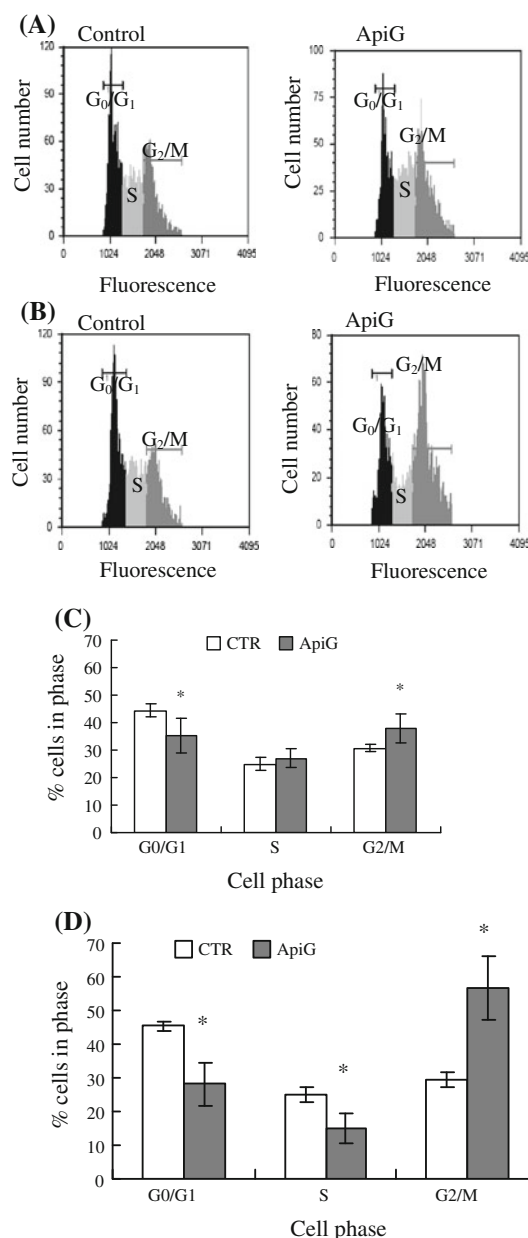 (A)
Control
ApiG
Cell number
120
90
60
30
0
G0/G1
S
G2/M
0 1024 2048 3071 4095
Fluorescence
Cell number
100
75
50
25
0
G0/G1
S
G2/M
0 1024 2048 3071 4095
Fluorescence
(B)
Control
ApiG
Cell number
120
90
60
30
0
G0/G1
S
G2/M
0 1024 2048 3071 4095
Fluorescence
Cell number
80
60
40
20
0
G0/G1
S
G2/M
0 1024 2048 3071 4095
Fluorescence
(C)
% cells in phase
70
60
50
40
30
20
10
0
CTR ApiG
*
*
G0/G1 S G2/M
Cell phase
(D)
% cells in phase
70
60
50
40
30
20
10
0
CTR ApiG
*
*
*
G0/G1 S G2/M
Cell phase